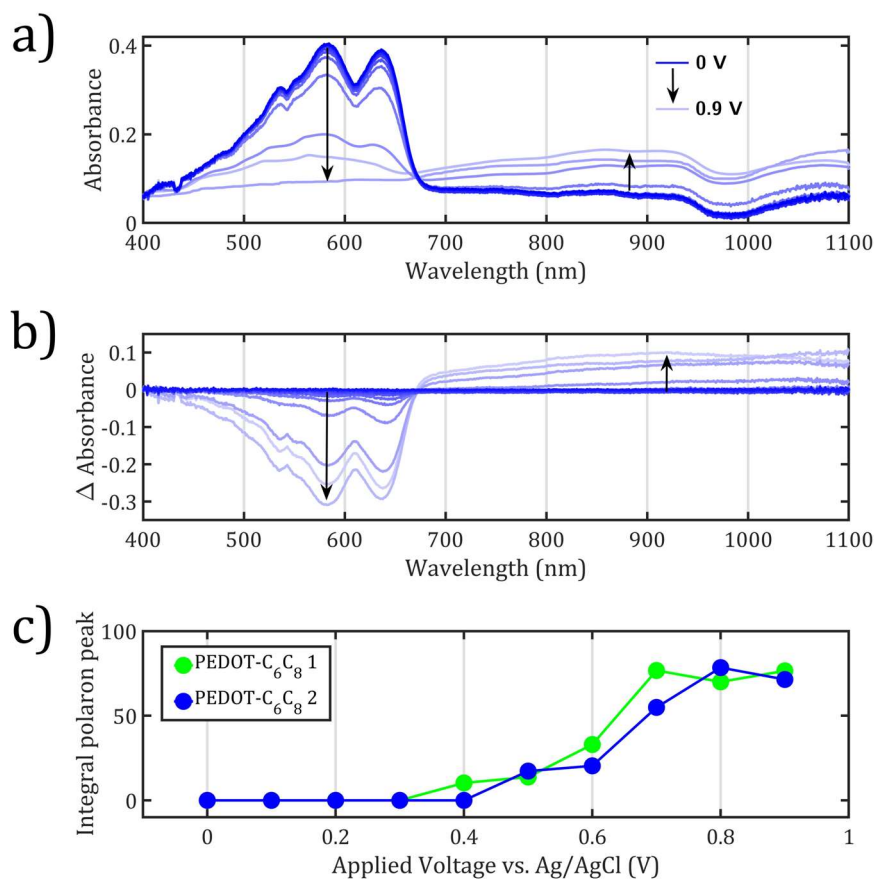 a)
0.4
0.2
0
Absorbance
0 V
0.9 V
400 500 600 700 800 900 1000 1100
Wavelength (nm)
b)
0.1
0
-0.1
-0.2
-0.3
Δ Absorbance
400 500 600 700 800 900 1000 1100
Wavelength (nm)
c)
100
50
0
Integral polaron peak
PEDOT-C₆C₈ 1
PEDOT-C₆C₈ 2
0 0.2 0.4 0.6 0.8 1
Applied Voltage vs. Ag/AgCl (V)